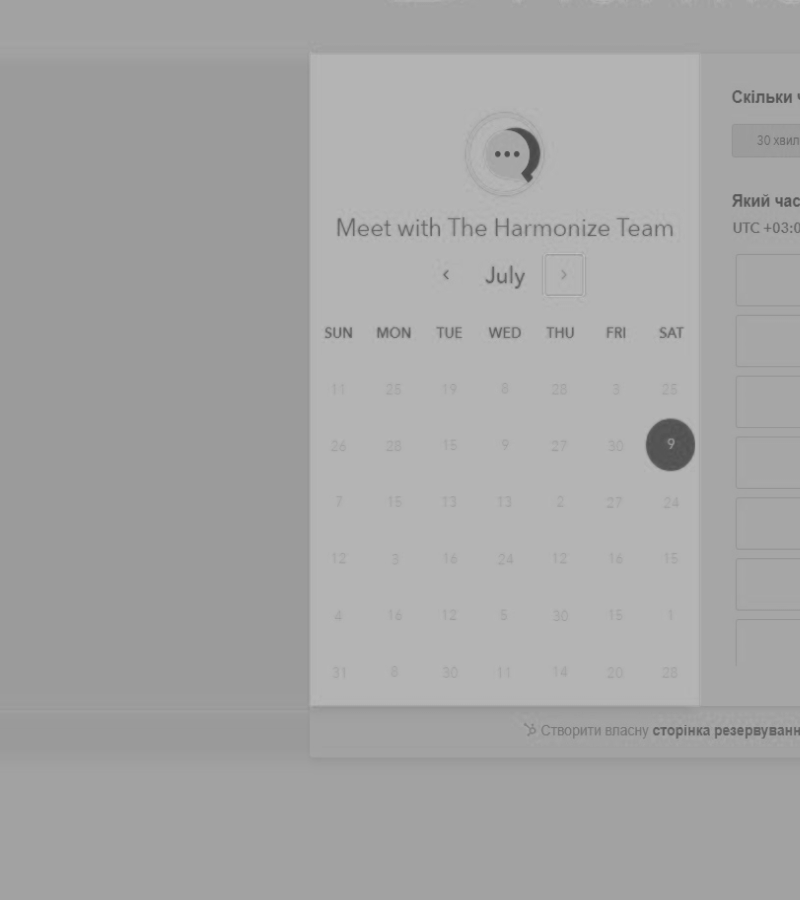 Meet with The Harmonize Team
July
SUN MON TUE WED THU FRI SAT
11 25 19 8 28 3 25
26 28 15 9 27 30 9
7 15 13 13 2 27 24
12 3 16 24 12 16 15
4 16 12 5 30 15 1
31 8 30 11 14 20 28
Скільки ч
30 хвил
Який час
UTC +03:0
Створити власну сторінка резервуванн